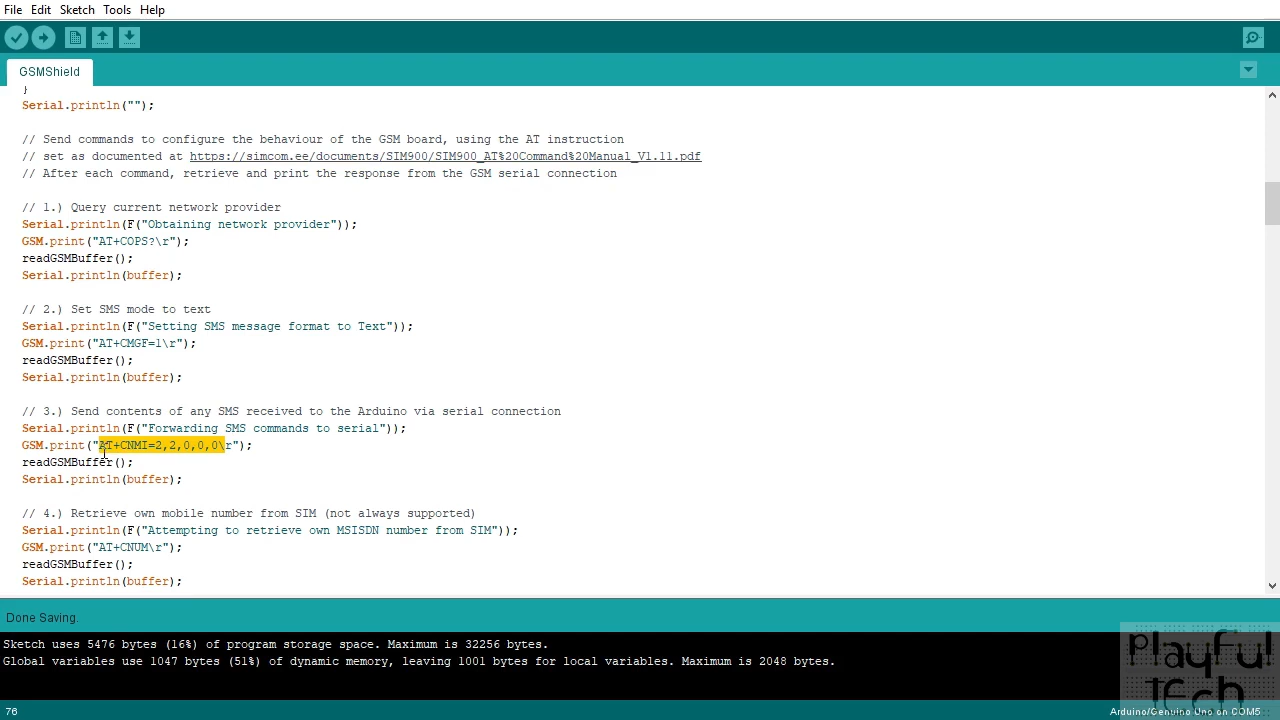 File Edit Sketch Tools Help
GSMShield
}
Serial.println("");
// Send commands to configure the behaviour of the GSM board, using the AT instruction
// set as documented at https://simcom.ee/documents/SIM900/SIM900_AT%20Command%20Manual_V1.11.pdf
// After each command, retrieve and print the response from the GSM serial connection
// 1.) Query current network provider
Serial.println(F("Obtaining network provider"));
GSM.print("AT+COPS?\r");
readGSMBuffer();
Serial.println(buffer);
// 2.) Set SMS mode to text
Serial.println(F("Setting SMS message format to Text"));
GSM.print("AT+CMGF=1\r");
readGSMBuffer();
Serial.println(buffer);
// 3.) Send contents of any SMS received to the Arduino via serial connection
Serial.println(F("Forwarding SMS commands to serial"));
GSM.print("AT+CNMI=2,2,0,0,0\r");
readGSMBuffer();
Serial.println(buffer);
// 4.) Retrieve own mobile number from SIM (not always supported)
Serial.println(F("Attempting to retrieve own MSISDN number from SIM"));
GSM.print("AT+CNUM\r");
readGSMBuffer();
Serial.println(buffer);
Done Saving.
Sketch uses 5476 bytes (16%) of program storage space. Maximum is 32256 bytes.
Global variables use 1047 bytes (51%) of dynamic memory, leaving 1001 bytes for local variables. Maximum is 2048 bytes.
Playful
Tech
76
Arduino/Genuino Uno on COM5